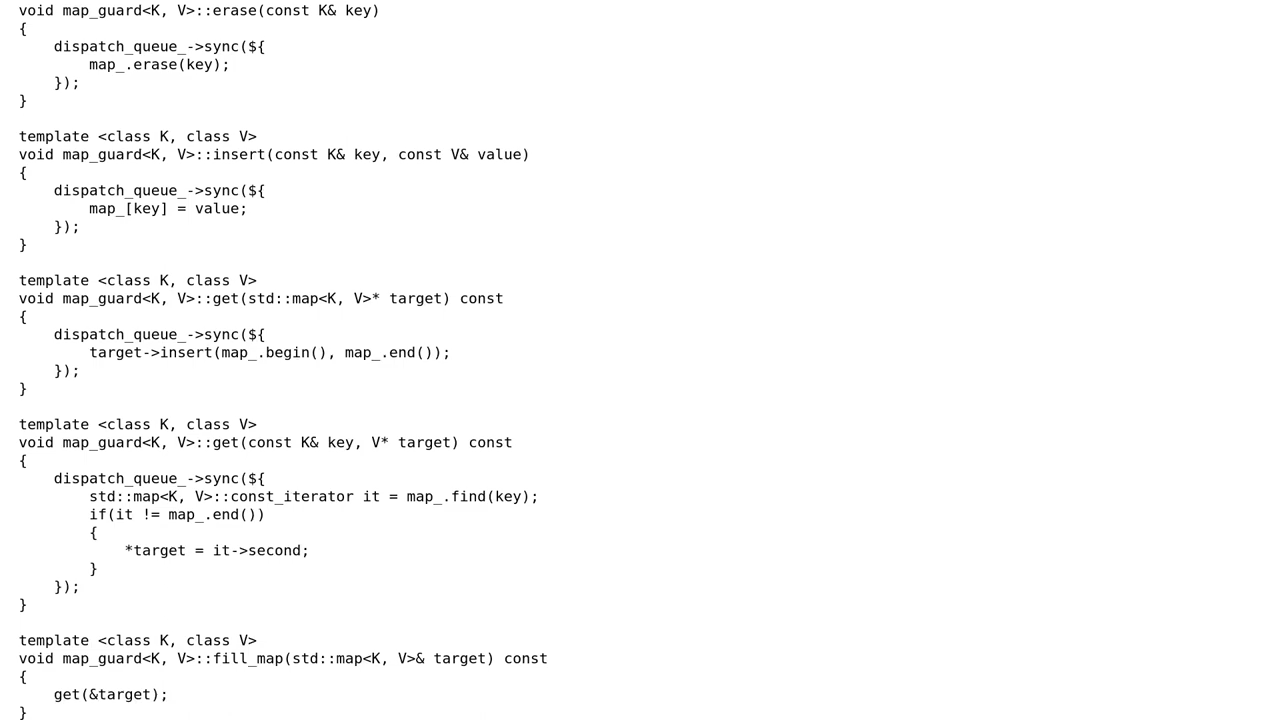 void map_guard<K, V>::erase(const K& key)
{
    dispatch_queue_->sync(${
        map_.erase(key);
    });
}

template <class K, class V>
void map_guard<K, V>::insert(const K& key, const V& value)
{
    dispatch_queue_->sync(${
        map_[key] = value;
    });
}

template <class K, class V>
void map_guard<K, V>::get(std::map<K, V>* target) const
{
    dispatch_queue_->sync(${
        target->insert(map_.begin(), map_.end());
    });
}

template <class K, class V>
void map_guard<K, V>::get(const K& key, V* target) const
{
    dispatch_queue_->sync(${
        std::map<K, V>::const_iterator it = map_.find(key);
        if(it != map_.end())
        {
            *target = it->second;
        }
    });
}

template <class K, class V>
void map_guard<K, V>::fill_map(std::map<K, V>& target) const
{
    get(&target);
}